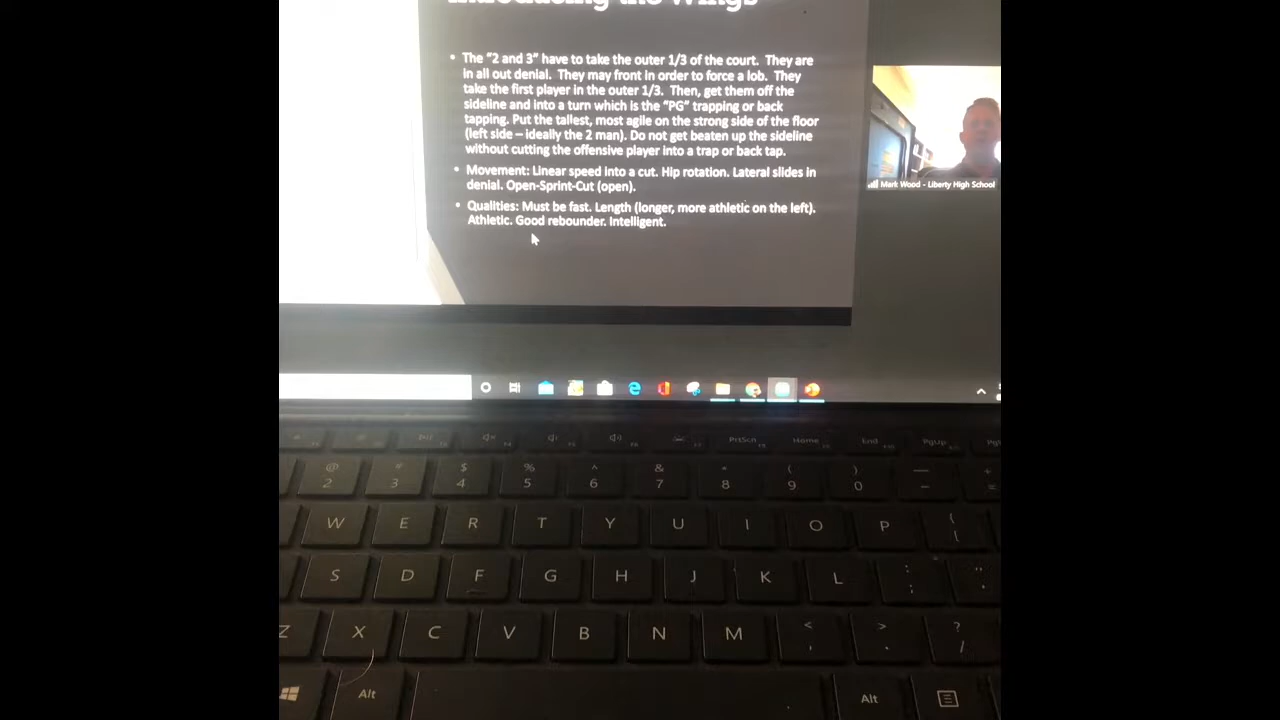 Introducing the Wings
• The "2 and 3" have to take the outer 1/3 of the court. They are
in all out denial. They may front in order to force a lob. They
take the first player in the outer 1/3. Then, get them off the
sideline and into a turn which is the "PG" trapping or back
tapping. Put the tallest, most agile on the strong side of the floor
(left side – ideally the 2 man). Do not get beaten up the sideline
without cutting the offensive player into a trap or back tap.
• Movement: Linear speed into a cut. Hip rotation. Lateral slides in
denial. Open-Sprint-Cut (open).
• Qualities: Must be fast. Length (longer, more athletic on the left).
Athletic. Good rebounder. Intelligent.
Mark Wood - Liberty High School
PrtScn Home End PgUp
@ # $ % ^ & * ( ) — +
2 3 4 5 6 7 8 9 0 - =
W E R T Y U I O P {
[
S D F G H J K L : "
; '
Z X C V B N M < > ?
, . /
Alt Alt